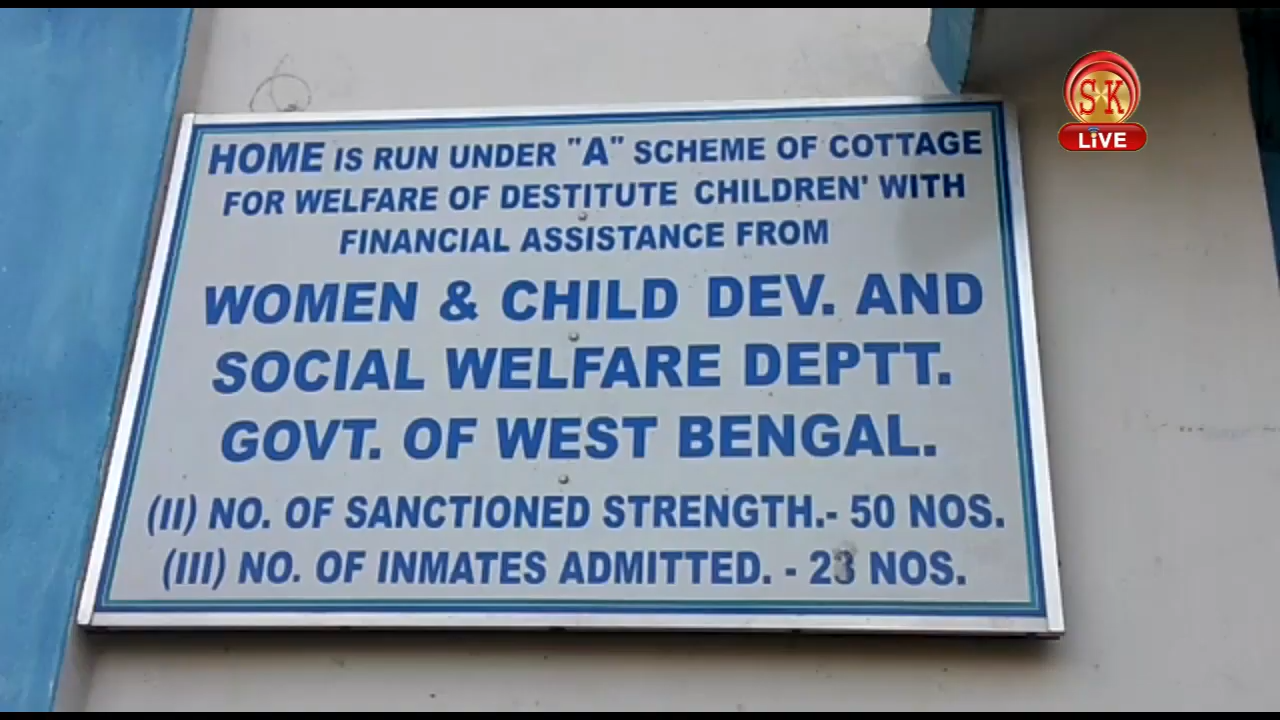 HOME IS RUN UNDER "A" SCHEME OF COTTAGE
FOR WELFARE OF DESTITUTE CHILDREN' WITH
FINANCIAL ASSISTANCE FROM
WOMEN & CHILD DEV. AND
SOCIAL WELFARE DEPTT.
GOVT. OF WEST BENGAL.
(II) NO. OF SANCTIONED STRENGTH.- 50 NOS.
(III) NO. OF INMATES ADMITTED. - 23 NOS.
SK
LiVE